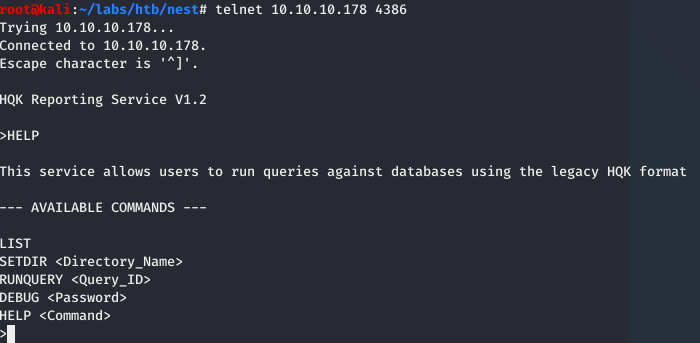 root@kali:~/labs/htb/nest# telnet 10.10.10.178 4386
Trying 10.10.10.178...
Connected to 10.10.10.178.
Escape character is '^]'.
HQK Reporting Service V1.2
>HELP
This service allows users to run queries against databases using the legacy HQK format
--- AVAILABLE COMMANDS ---
LIST
SETDIR <Directory_Name>
RUNQUERY <Query_ID>
DEBUG <Password>
HELP <Command>
>